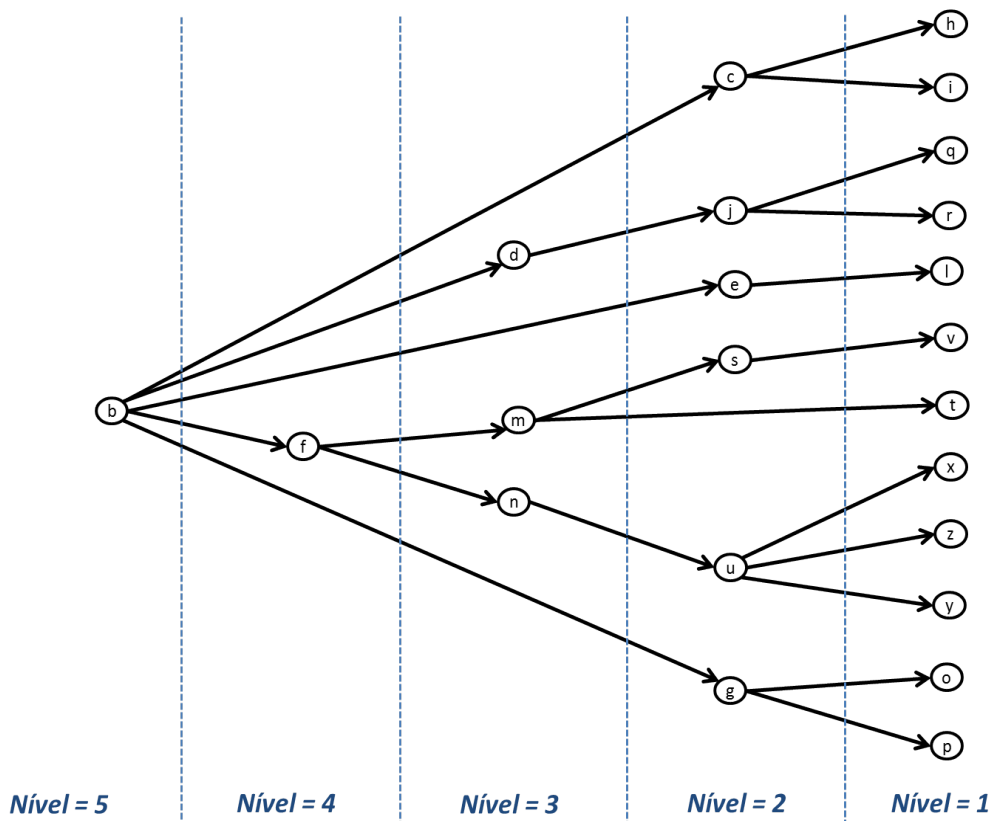 h
c
i
q
j
r
d
l
e
v
s
t
b
m
f
x
n
z
u
y
o
g
p
Nível = 5 Nível = 4 Nível = 3 Nível = 2 Nível = 1